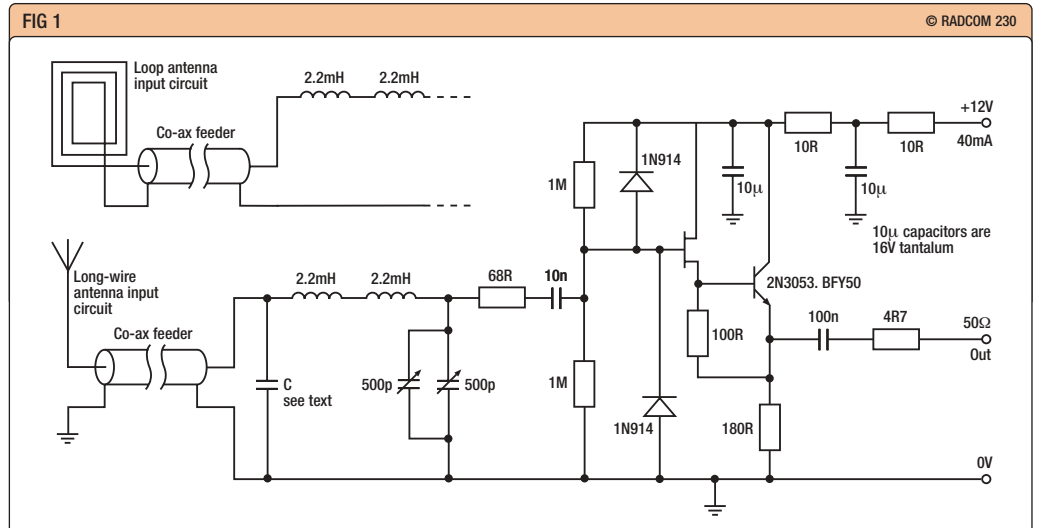 FIG 1
© RADCOM 230
Loop antenna
input circuit
2.2mH
2.2mH
Co-ax feeder
+12V
40mA
10R
10R
1N914
1M
10μ
10μ
10μ capacitors are
16V tantalum
Long-wire
antenna input
circuit
2.2mH
2.2mH
68R
10n
2N3053. BFY50
Co-ax feeder
100n
4R7
50Ω
Out
100R
C
see text
500p
500p
1M
1N914
180R
0V